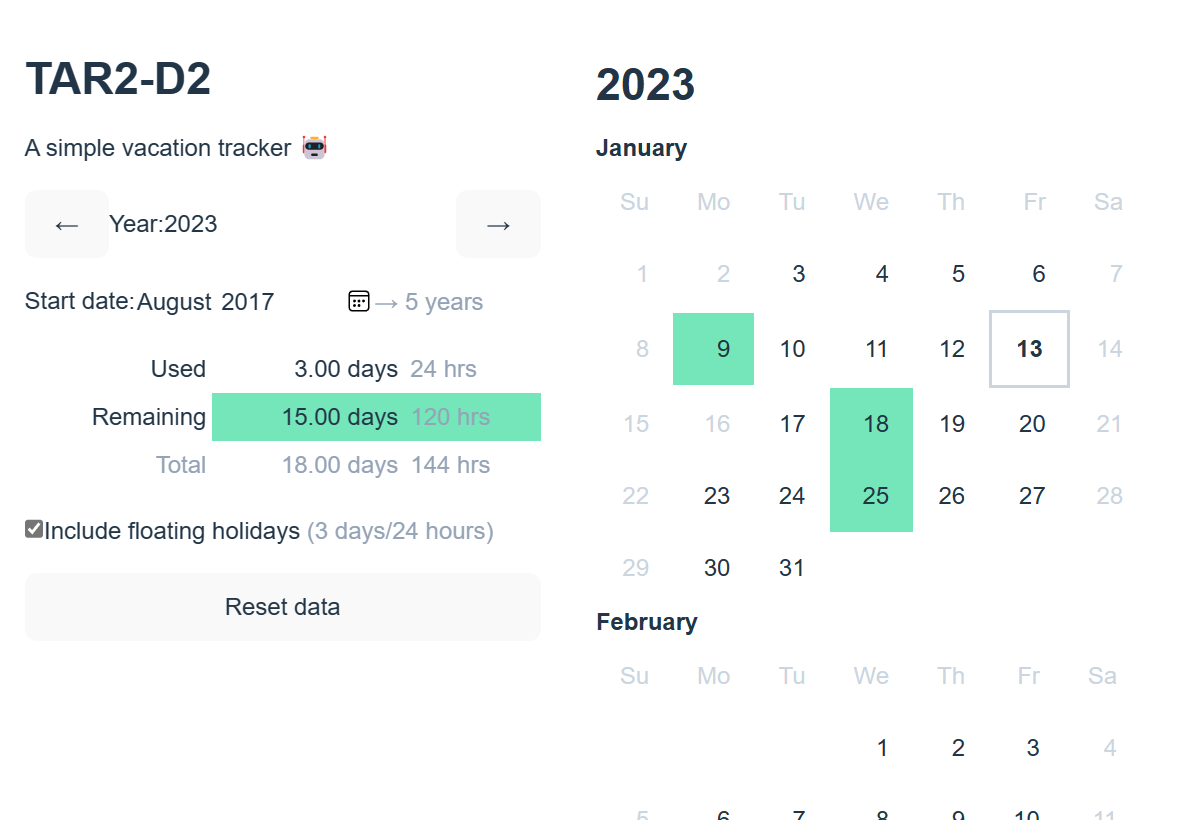 TAR2-D2
A simple vacation tracker
← Year:2023 →
Start date:August 2017 → 5 years
Used 3.00 days 24 hrs
Remaining 15.00 days 120 hrs
Total 18.00 days 144 hrs
Include floating holidays (3 days/24 hours)
Reset data
2023
January
Su Mo Tu We Th Fr Sa
1 2 3 4 5 6 7
8 9 10 11 12 13 14
15 16 17 18 19 20 21
22 23 24 25 26 27 28
29 30 31
February
Su Mo Tu We Th Fr Sa
1 2 3 4
5 6 7 8 9 10 11